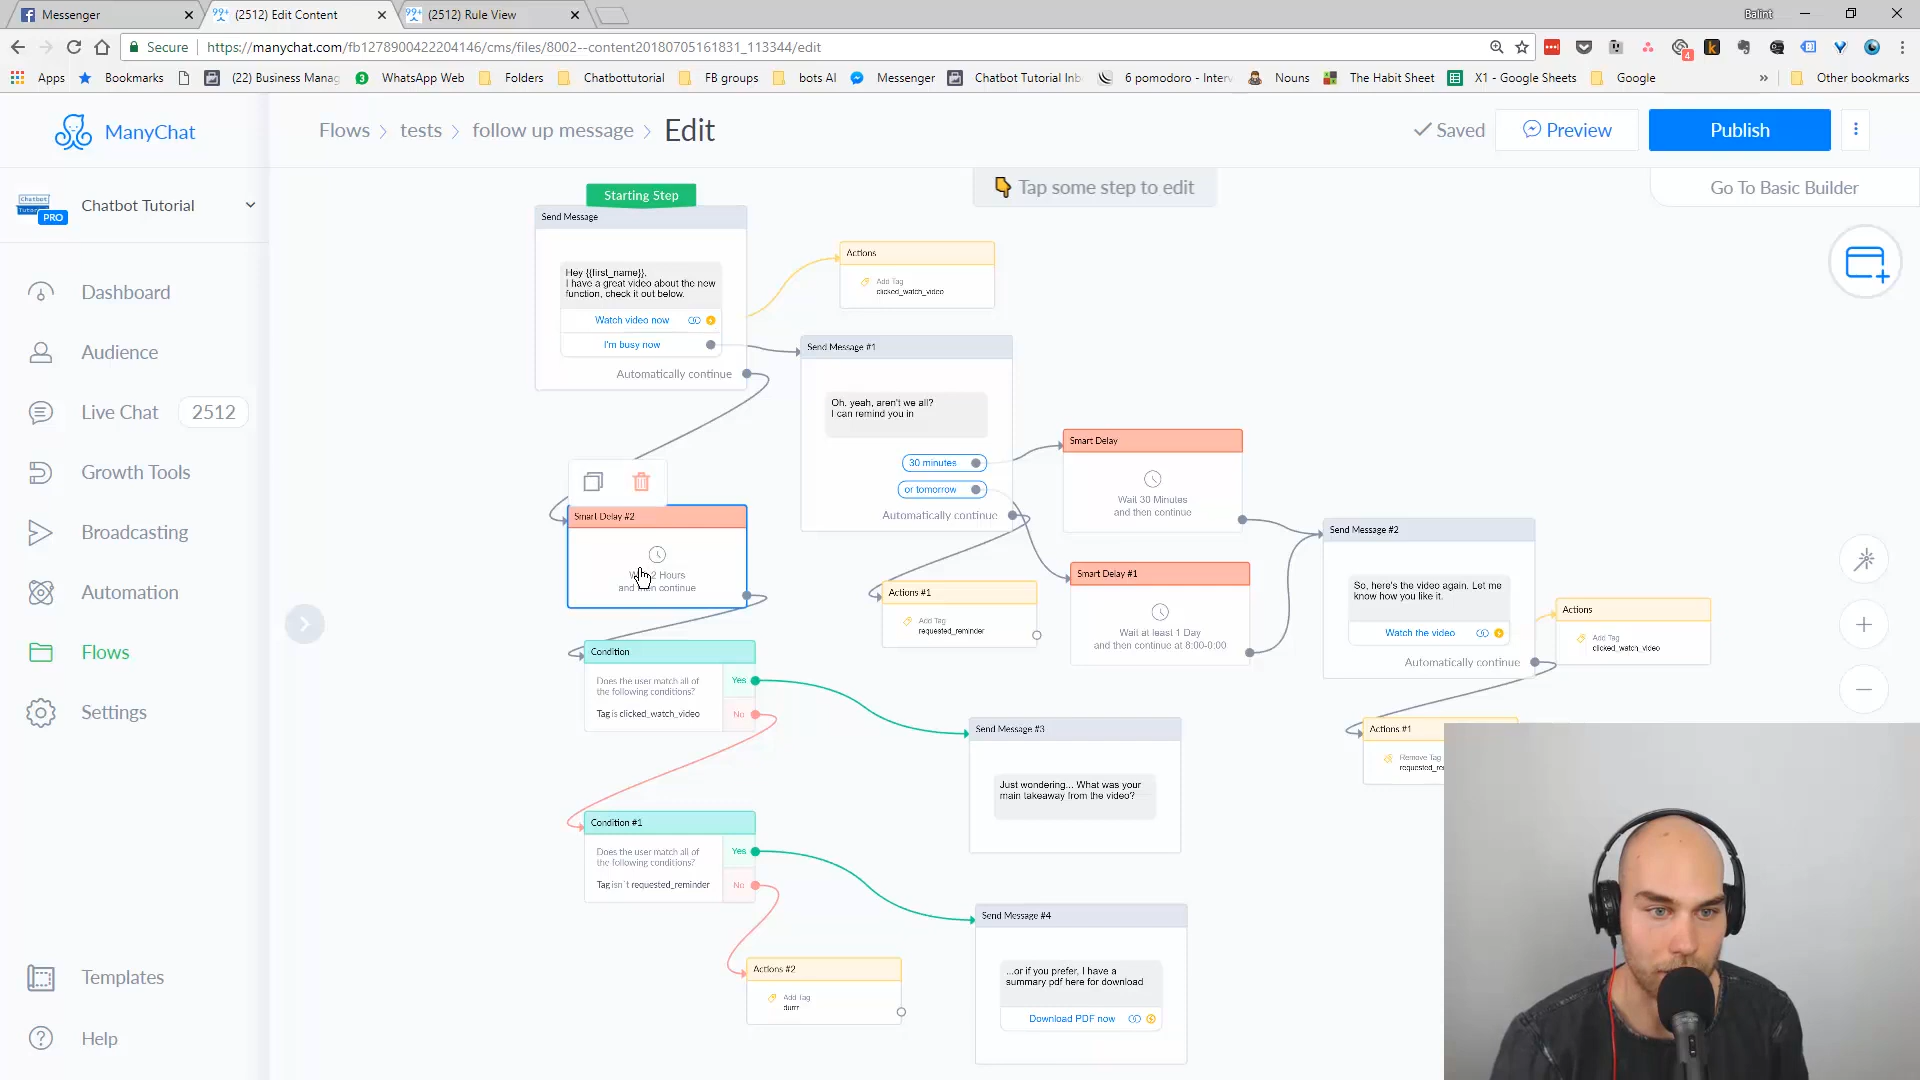 Messenger
(2512) Edit Content
(2512) Rule View
Balint
Secure
https://manychat.com/fb1278900422204146/cms/files/8002--content20180705161831_113344/edit
Apps
Bookmarks
(22) Business Manag
WhatsApp Web
Folders
Chatbottutorial
FB groups
bots AI
Messenger
Chatbot Tutorial Inb
6 pomodoro - Interv
Nouns
The Habit Sheet
X1 - Google Sheets
Google
»
Other bookmarks
ManyChat
Flows > tests > follow up message > Edit
Saved
Preview
Publish
Chatbot Tutorial
PRO
Tap some step to edit
Go To Basic Builder
Dashboard
Audience
Live Chat 2512
Growth Tools
Broadcasting
Automation
Flows
Settings
Templates
Help
Starting Step
Send Message
Hey {{first_name}},
I have a great video about the new
function, check it out below.
Watch video now
I'm busy now
Automatically continue
Actions
Add Tag
clicked_watch_video
Send Message #1
Oh, yeah, aren't we all?
I can remind you in
30 minutes
or tomorrow
Automatically continue
Smart Delay
Wait 30 Minutes
and then continue
Smart Delay #2
2 Hours
continue
Smart Delay #1
Wait at least 1 Day
and then continue at 8:00-0:00
Actions #1
Add Tag
requested_reminder
Send Message #2
So, here's the video again. Let me
know how you like it.
Watch the video
Automatically continue
Actions
Add Tag
clicked_watch_video
Actions #1
Remove Tag
requested_re
Condition
Does the user match all of
the following conditions?
Tag is clicked_watch_video
Yes
No
Send Message #3
Just wondering... What was your
main takeaway from the video?
Condition #1
Does the user match all of
the following conditions?
Tag isn`t requested_reminder
Yes
No
Send Message #4
...or if you prefer, I have a
summary pdf here for download
Download PDF now
Actions #2
Add Tag